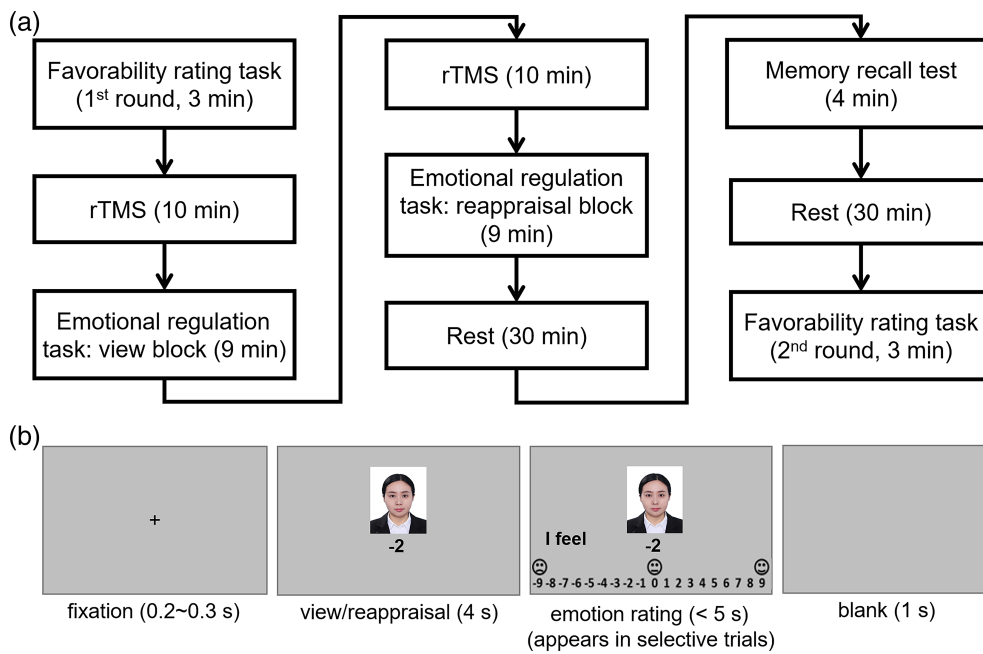 (a)
Favorability rating task
(1st round, 3 min)
rTMS (10 min)
Emotional regulation
task: view block (9 min)
rTMS (10 min)
Emotional regulation
task: reappraisal block
(9 min)
Rest (30 min)
Memory recall test
(4 min)
Rest (30 min)
Favorability rating task
(2nd round, 3 min)
(b)
+
fixation (0.2~0.3 s)
-2
view/reappraisal (4 s)
-2
I feel
-9 -8 -7 -6 -5 -4 -3 -2 -1 0 1 2 3 4 5 6 7 8 9
emotion rating (< 5 s)
(appears in selective trials)
blank (1 s)